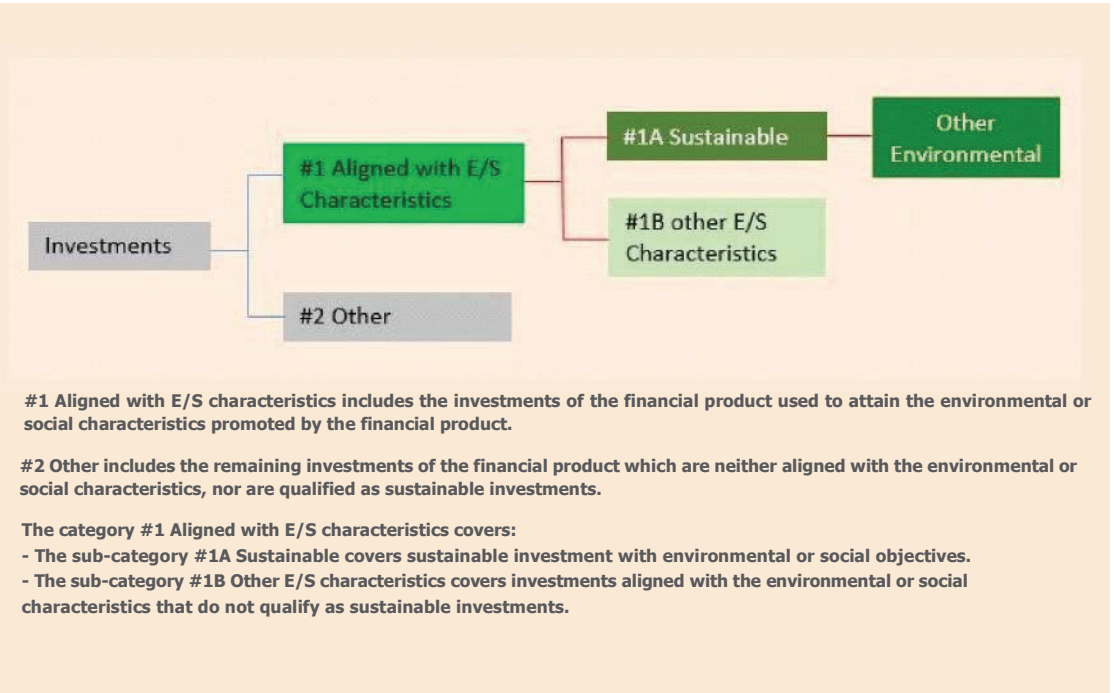 Investments
#1 Aligned with E/S
Characteristics
#2 Other
#1A Sustainable
#1B other E/S
Characteristics
Other
Environmental
#1 Aligned with E/S characteristics includes the investments of the financial product used to attain the environmental or
social characteristics promoted by the financial product.
#2 Other includes the remaining investments of the financial product which are neither aligned with the environmental or
social characteristics, nor are qualified as sustainable investments.
The category #1 Aligned with E/S characteristics covers:
- The sub-category #1A Sustainable covers sustainable investment with environmental or social objectives.
- The sub-category #1B Other E/S characteristics covers investments aligned with the environmental or social
characteristics that do not qualify as sustainable investments.